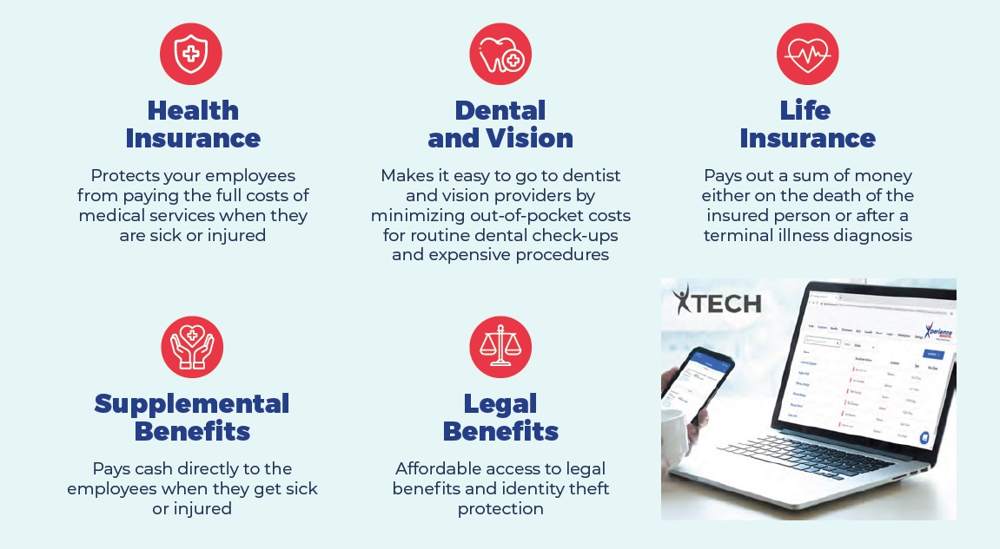 Health
Insurance
Protects your employees
from paying the full costs of
medical services when they
are sick or injured
Dental
and Vision
Makes it easy to go to dentist
and vision providers by
minimizing out-of-pocket costs
for routine dental check-ups
and expensive procedures
Life
Insurance
Pays out a sum of money
either on the death of the
insured person or after a
terminal illness diagnosis
Supplemental
Benefits
Pays cash directly to the
employees when they get sick
or injured
Legal
Benefits
Affordable access to legal
benefits and identity theft
protection
XTECH
Xperience